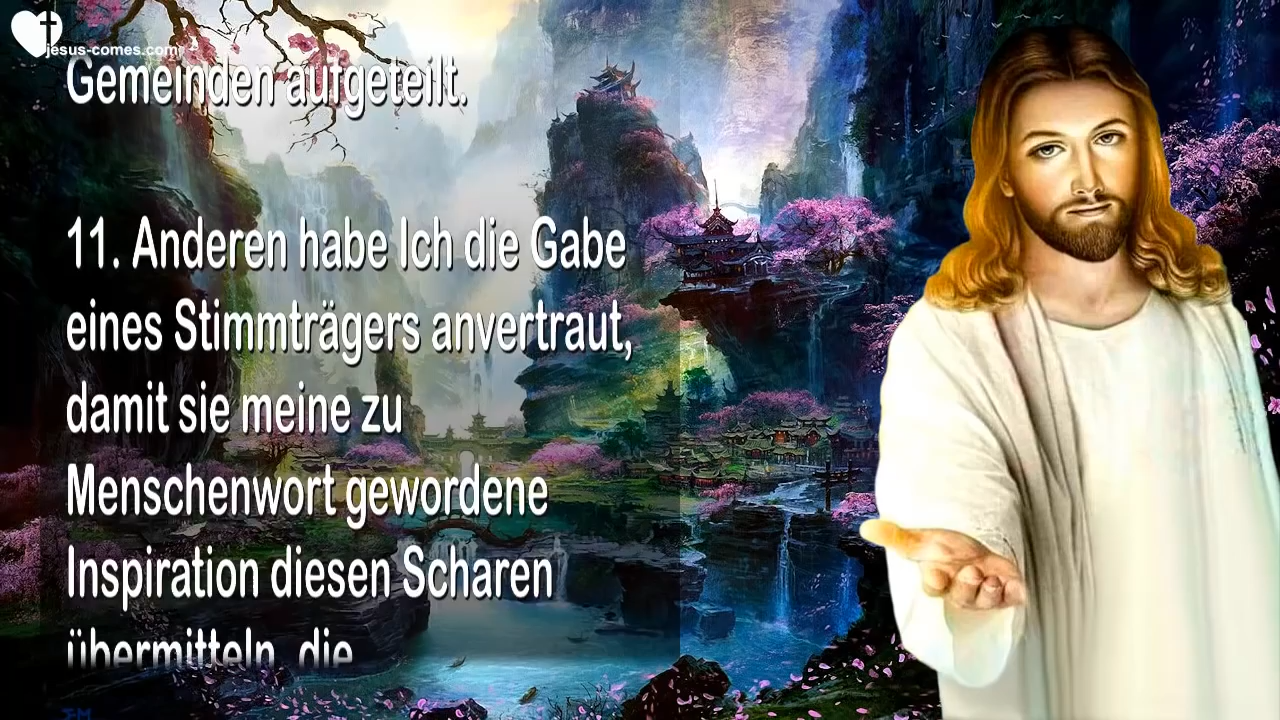 jesus-comes.com
Gemeinden aufgeteilt.
11. Anderen habe Ich die Gabe
eines Stimmträgers anvertraut,
damit sie meine zu
Menschenwort gewordene
Inspiration diesen Scharen
übermitteln, die